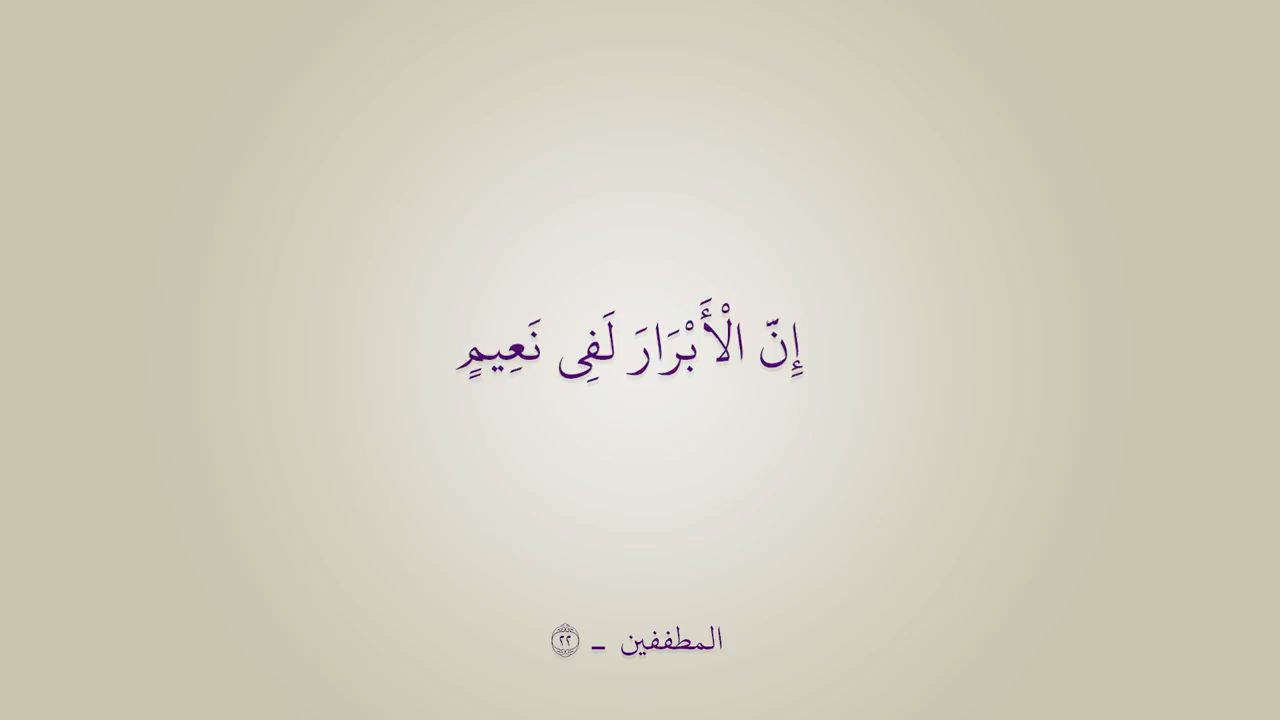 إِنَّ الْأَبْرَارَ لَفِى نَعِيمٍ
المطففين - ٢٢